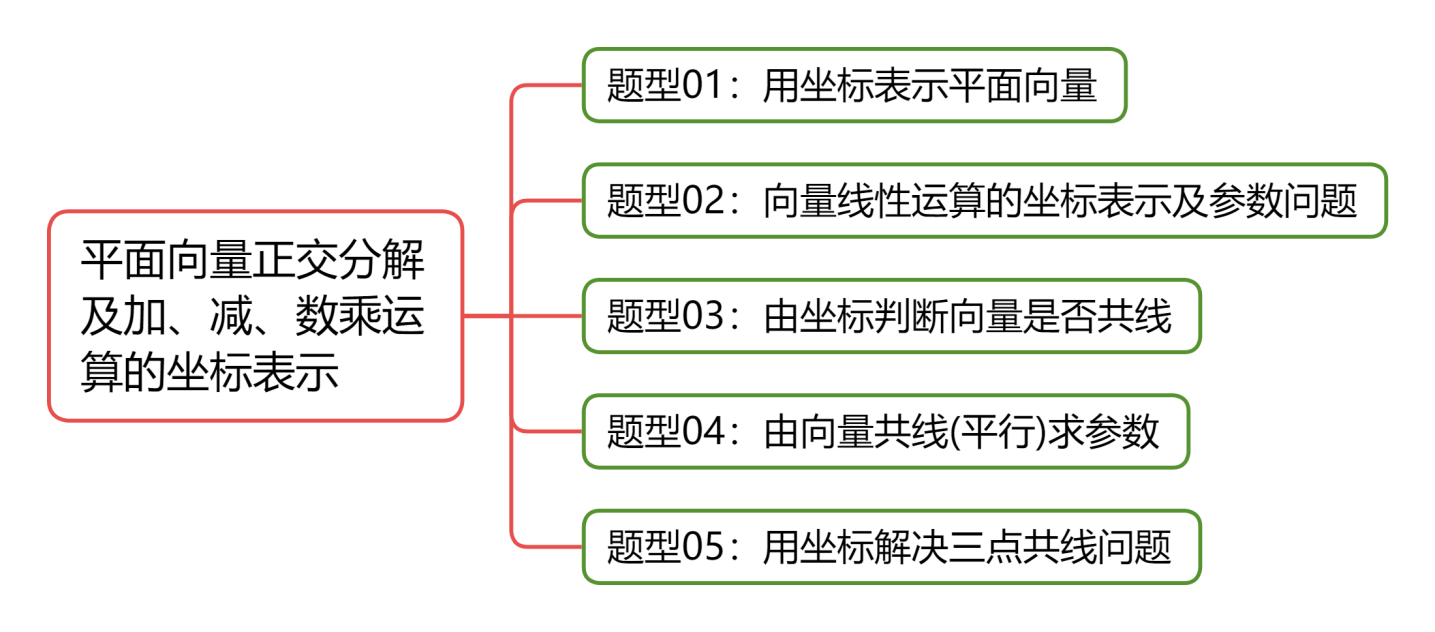 平面向量正交分解
及加、减、数乘运
算的坐标表示
题型01：用坐标表示平面向量
题型02：向量线性运算的坐标表示及参数问题
题型03：由坐标判断向量是否共线
题型04：由向量共线(平行)求参数
题型05：用坐标解决三点共线问题